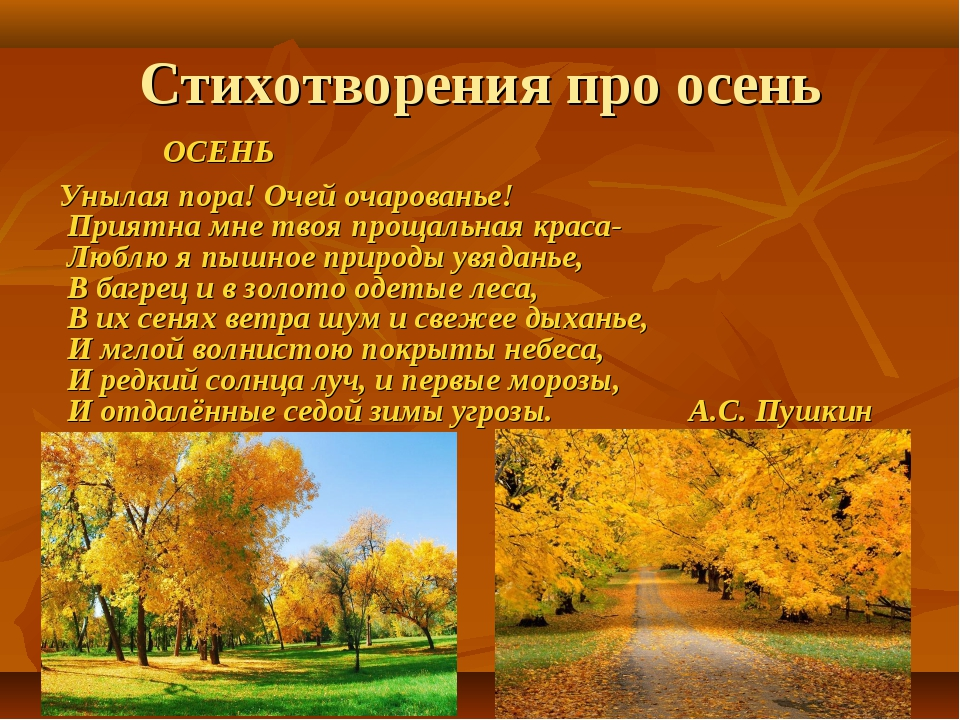 Стихотворения про осень
ОСЕНЬ
Унылая пора! Очей очарованье!
Приятна мне твоя прощальная краса-
Люблю я пышное природы увяданье,
В багрец и в золото одетые леса,
В их сенях ветра шум и свежее дыханье,
И мглой волнистою покрыты небеса,
И редкий солнца луч, и первые морозы,
И отдалённые седой зимы угрозы. А.С. Пушкин